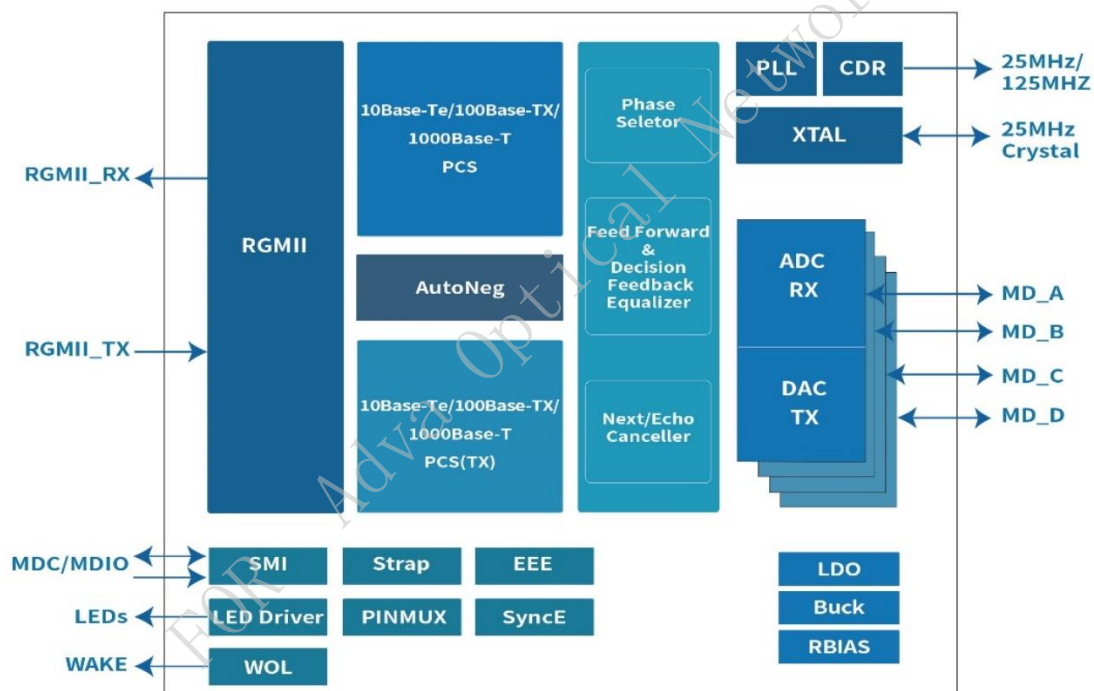 RGMII_RX
RGMII_TX
MDC/MDIO
LEDs
WAKE
RGMII
10Base-Te/100Base-TX/
1000Base-T
PCS
AutoNeg
10Base-Te/100Base-TX/
1000Base-T
PCS(TX)
Phase
Seletor
Feed Forward
&
Decision
Feedback
Equalizer
Next/Echo
Canceller
PLL
CDR
XTAL
25MHz/
125MHZ
25MHz
Crystal
ADC
RX
DAC
TX
MD_A
MD_B
MD_C
MD_D
SMI
Strap
EEE
LED Driver
PINMUX
SyncE
WOL
LDO
Buck
RBIAS
FOR Adva Optical Networ